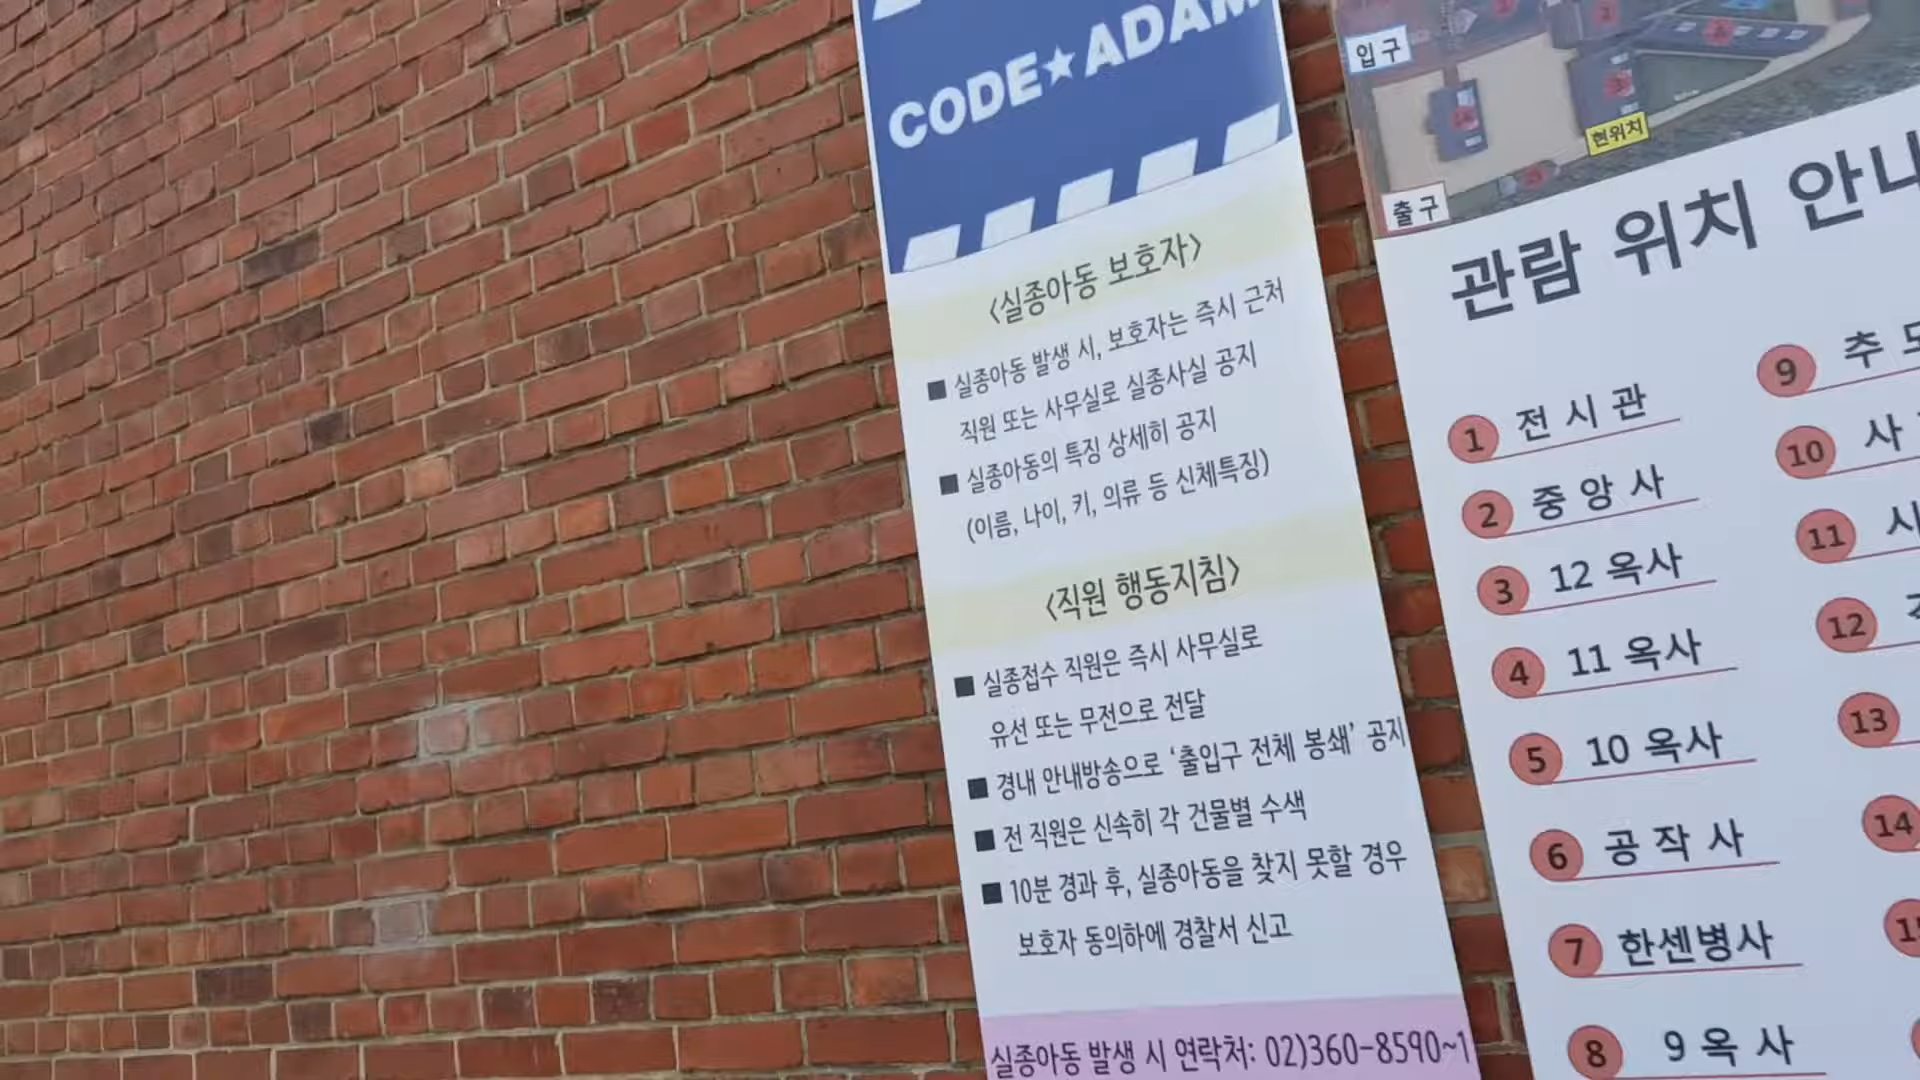 CODE★ADAM
<실종아동 보호자>
■ 실종아동 발생 시, 보호자는 즉시 근처
직원 또는 사무실로 실종사실 공지
■ 실종아동의 특징 상세히 공지
(이름, 나이, 키, 의류 등 신체특징)
<직원 행동지침>
■ 실종접수 직원은 즉시 사무실로
유선 또는 무전으로 전달
■ 경내 안내방송으로 ‘출입구 전체 봉쇄’ 공지
■ 전 직원은 신속히 각 건물별 수색
■ 10분 경과 후, 실종아동을 찾지 못할 경우
보호자 동의하에 경찰서 신고
실종아동 발생 시 연락처: 02)360-8590~1
입구
현위치
출구
관람 위치
1 전시관
2 중앙사
3 12 옥사
4 11 옥사
5 10 옥사
6 공작사
7 한센병사
8 9 옥사
9 추
10 사
11
12
13
14